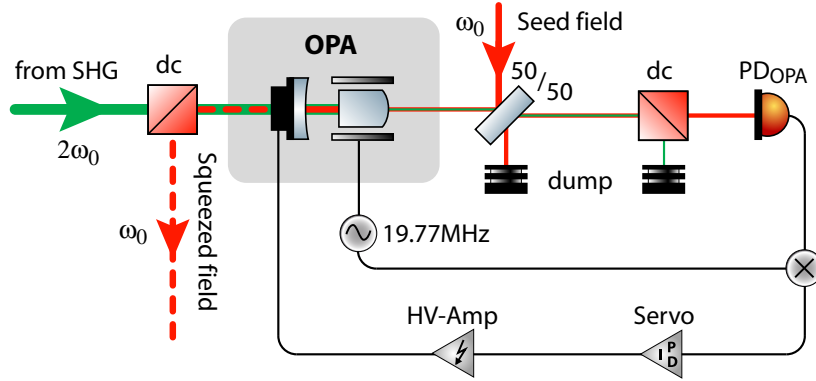 OPA
ω₀
Seed field
from SHG
dc
50/50
dc
PD_OPA
2ω₀
Squeezed field
dump
ω₀
19.77MHz
HV-Amp
Servo
P
I
D